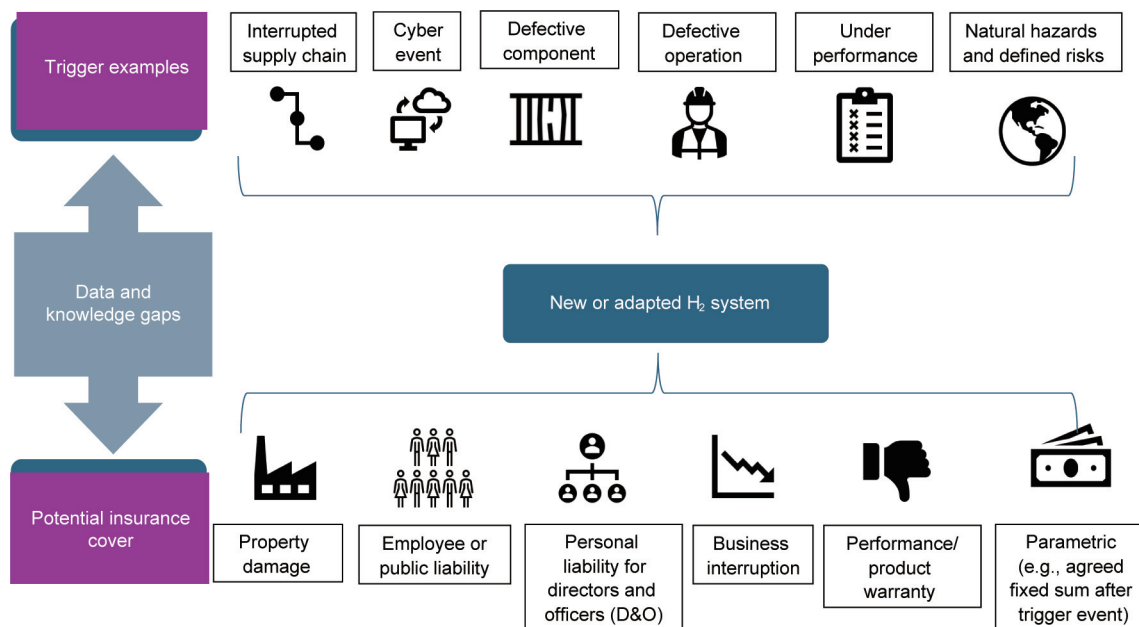 Trigger examples
Interrupted
supply chain
Cyber
event
Defective
component
Defective
operation
Under
performance
Natural hazards
and defined risks
Data and
knowledge gaps
New or adapted H₂ system
Potential insurance
cover
Property
damage
Employee or
public liability
Personal
liability for
directors and
officers (D&O)
Business
interruption
Performance/
product
warranty
Parametric
(e.g., agreed
fixed sum after
trigger event)